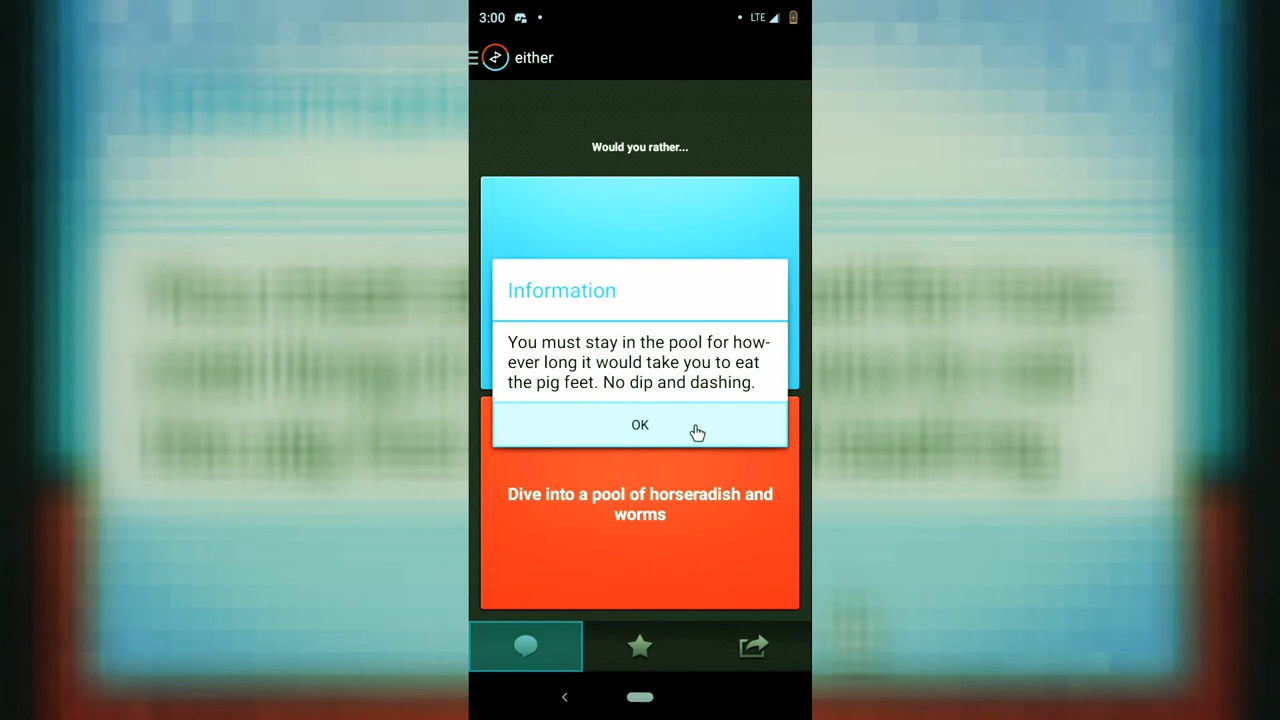 3:00
LTE
either
Would you rather...
Information
You must stay in the pool for how-
ever long it would take you to eat
the pig feet. No dip and dashing.
OK
Dive into a pool of horseradish and
worms